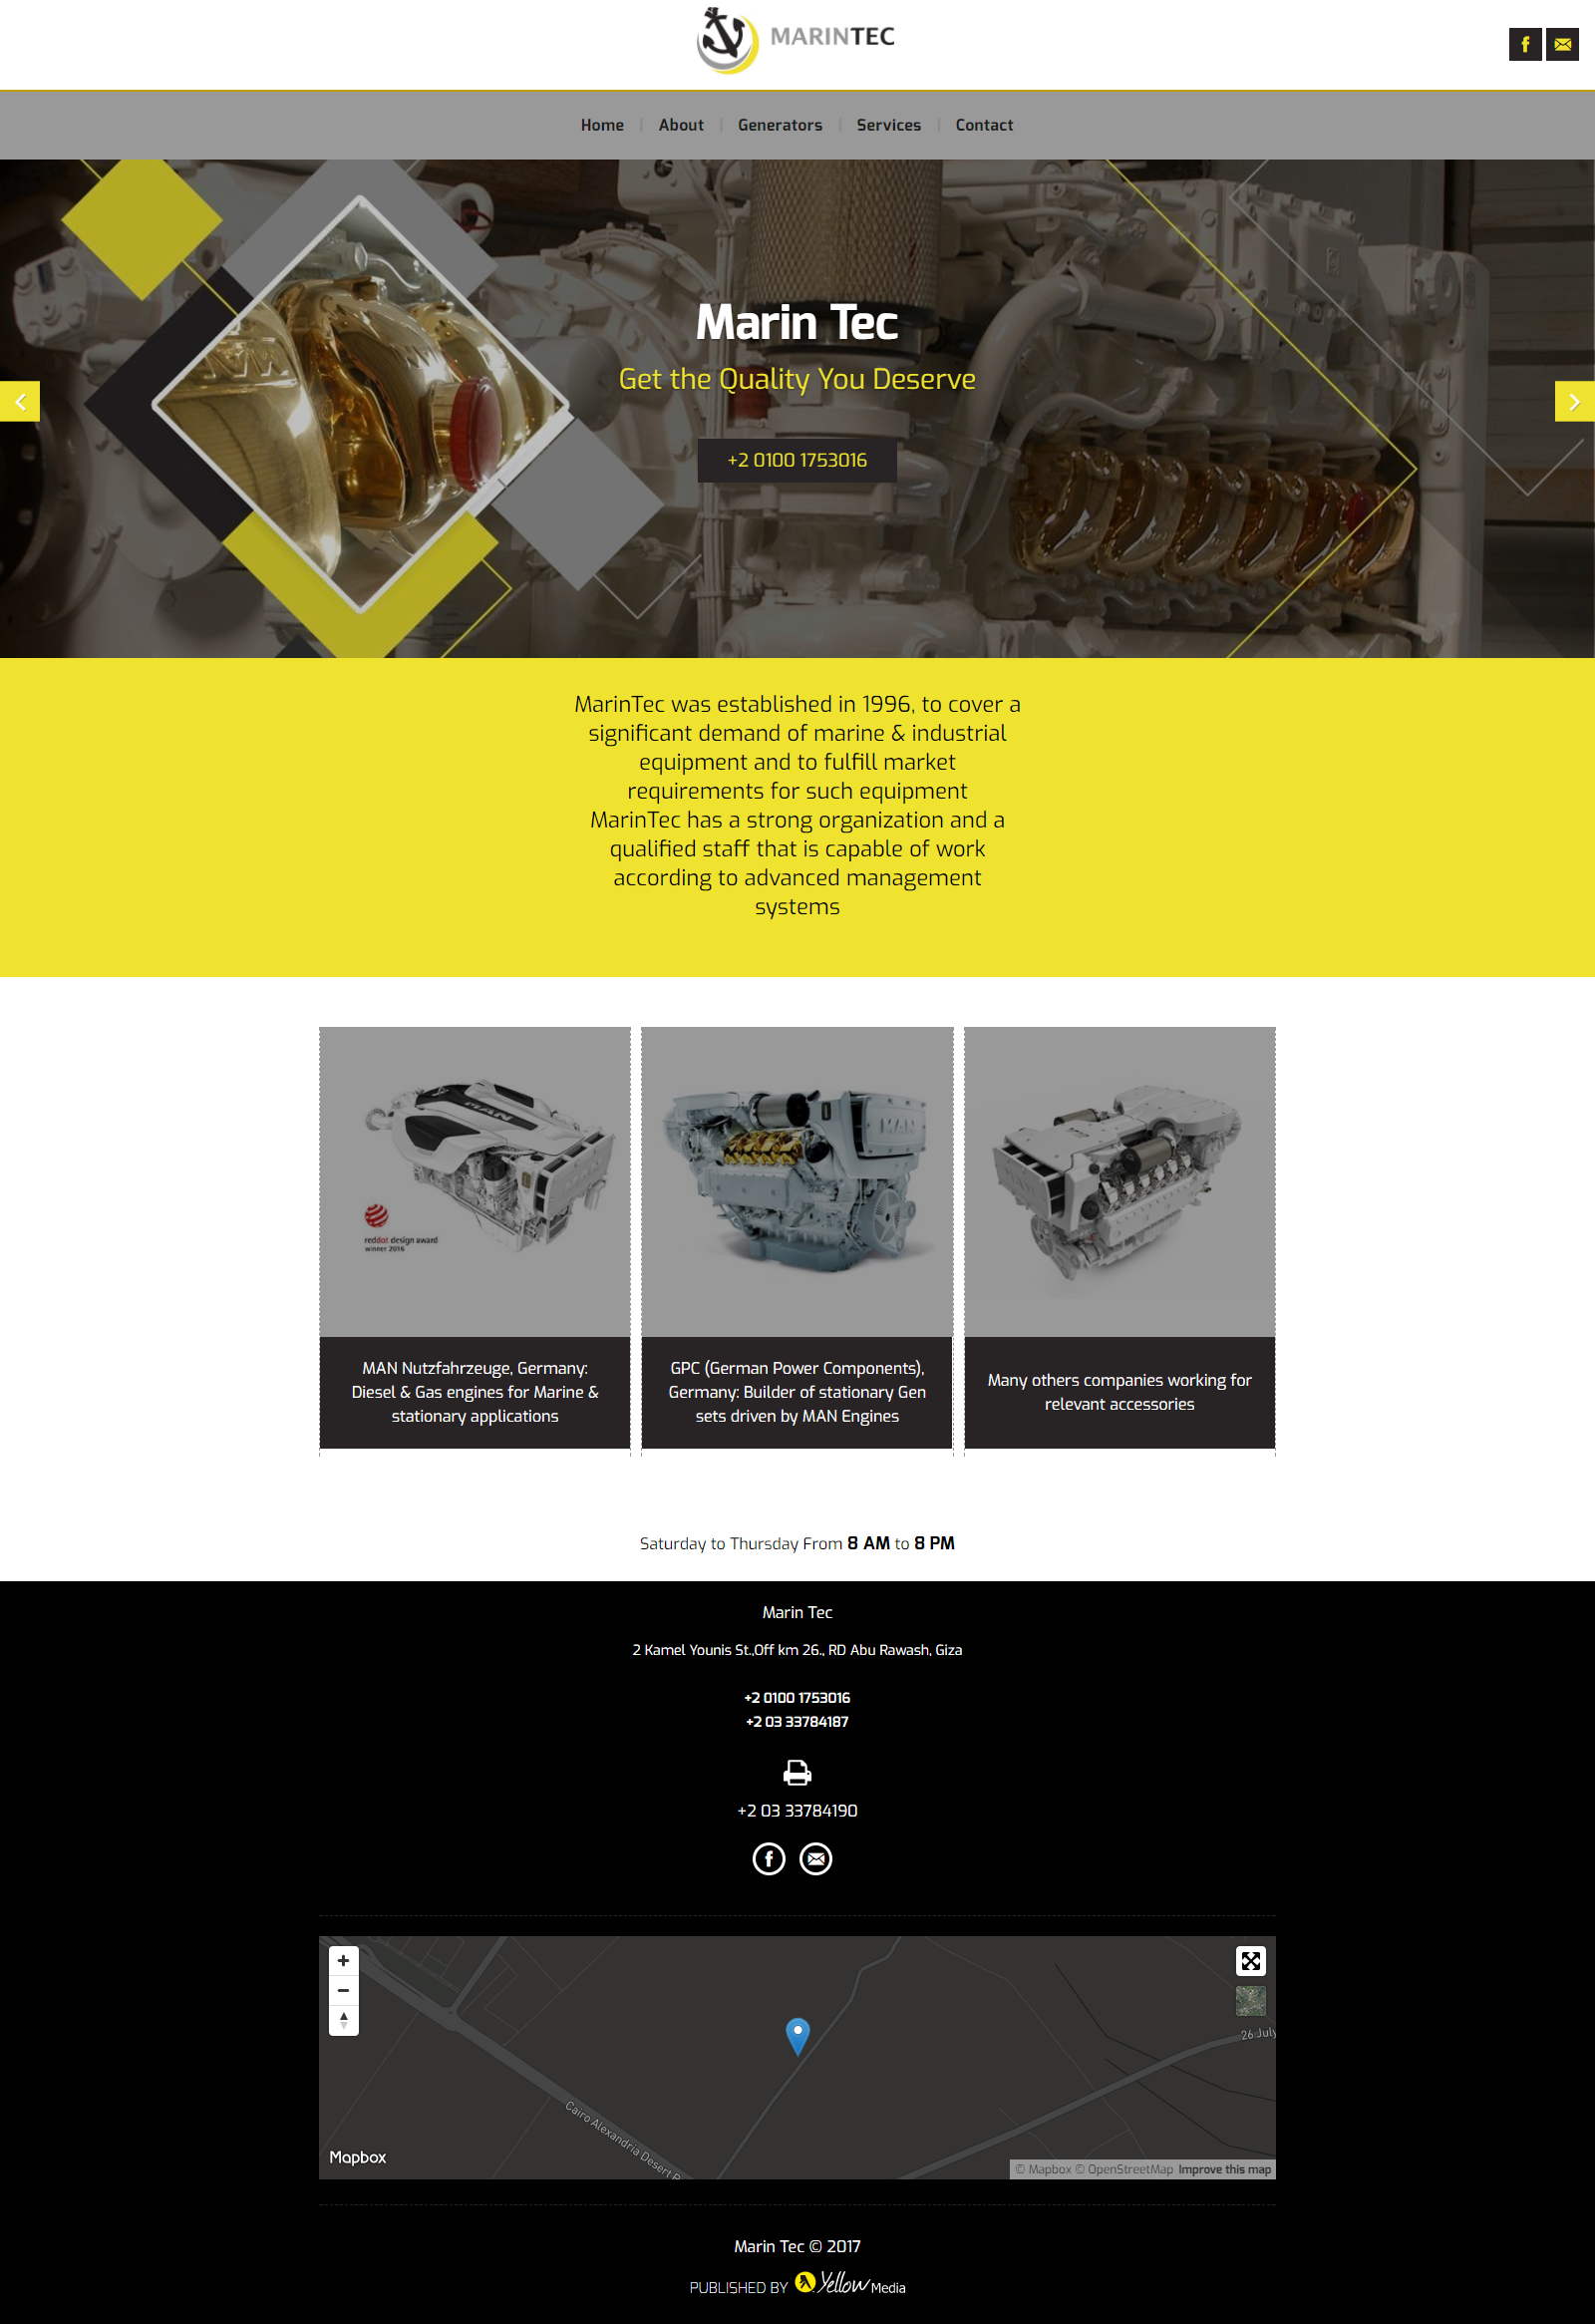 MARINTEC
Home
About
Generators
Services
Contact
Marin Tec
Get the Quality You Deserve
+2 0100 1753016
MarinTec was established in 1996, to cover a
significant demand of marine & industrial
equipment and to fulfill market
requirements for such equipment
MarinTec has a strong organization and a
qualified staff that is capable of work
according to advanced management
systems
MAN
reddot design award
winner 2016
MAN
MAN Nutzfahrzeuge, Germany:
Diesel & Gas engines for Marine &
stationary applications
GPC (German Power Components),
Germany: Builder of stationary Gen
sets driven by MAN Engines
Many others companies working for
relevant accessories
Saturday to Thursday From 8 AM to 8 PM
Marin Tec
2 Kamel Younis St.,Off km 26., RD Abu Rawash, Giza
+2 0100 1753016
+2 03 33784187
+2 03 33784190
26 July
Cairo Alexandria Desert R
Mapbox
© Mapbox © OpenStreetMap Improve this map
Marin Tec © 2017
PUBLISHED BY Yellow Media